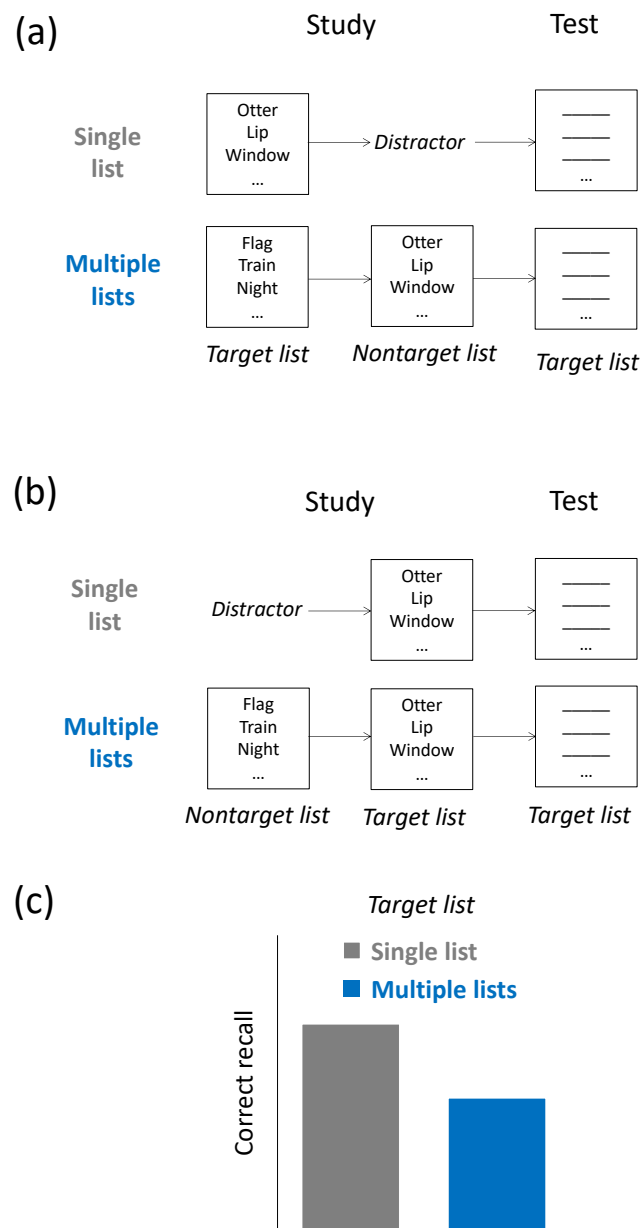 (a)
Study
Test
Single
list
Otter
Lip
Window
...
Distractor
...
Multiple
lists
Flag
Train
Night
...
Otter
Lip
Window
...
...
Target list
Nontarget list
Target list
(b)
Study
Test
Single
list
Distractor
Otter
Lip
Window
...
...
Multiple
lists
Flag
Train
Night
...
Otter
Lip
Window
...
...
Nontarget list
Target list
Target list
(c)
Target list
Single list
Multiple lists
Correct recall